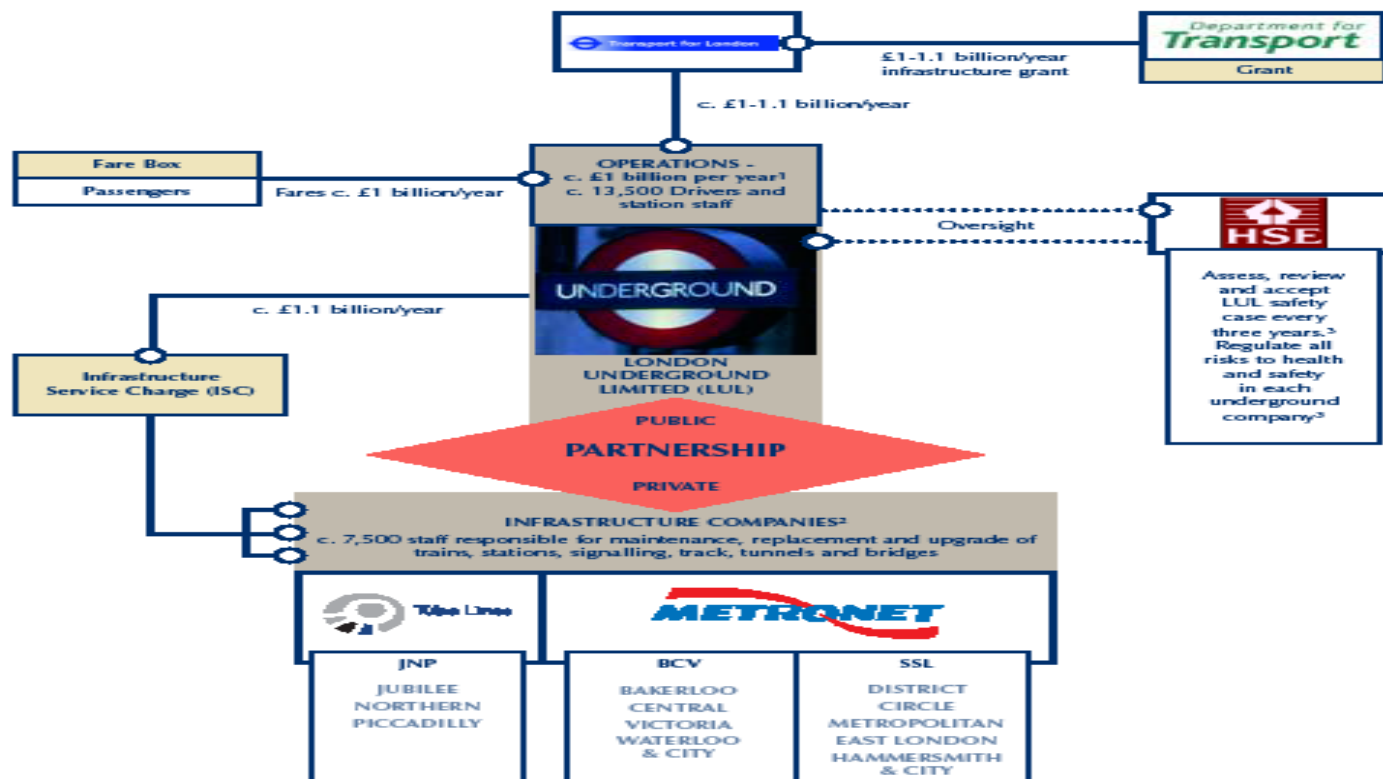 Transport for London
Department for
Transport
Grant
£1-1.1 billion/year
infrastructure grant
c. £1-1.1 billion/year
Fare Box
Passengers
Fares c. £1 billion/year
OPERATIONS -
c. £1 billion per year¹
c. 13,500 Drivers and
station staff
Oversight
HSE
Assess, review
and accept
LUL safety
case every
three years.³
Regulate all
risks to health
and safety
in each
underground
company³
UNDERGROUND
c. £1.1 billion/year
Infrastructure
Service Charge (ISC)
LONDON
UNDERGROUND
LIMITED (LUL)
PUBLIC
PARTNERSHIP
PRIVATE
INFRASTRUCTURE COMPANIES²
c. 7,500 staff responsible for maintenance, replacement and upgrade of
trains, stations, signalling, track, tunnels and bridges
Tube Lines
METRONET
JNP
JUBILEE
NORTHERN
PICCADILLY
BCV
BAKERLOO
CENTRAL
VICTORIA
WATERLOO
& CITY
SSL
DISTRICT
CIRCLE
METROPOLITAN
EAST LONDON
HAMMERSMITH
& CITY